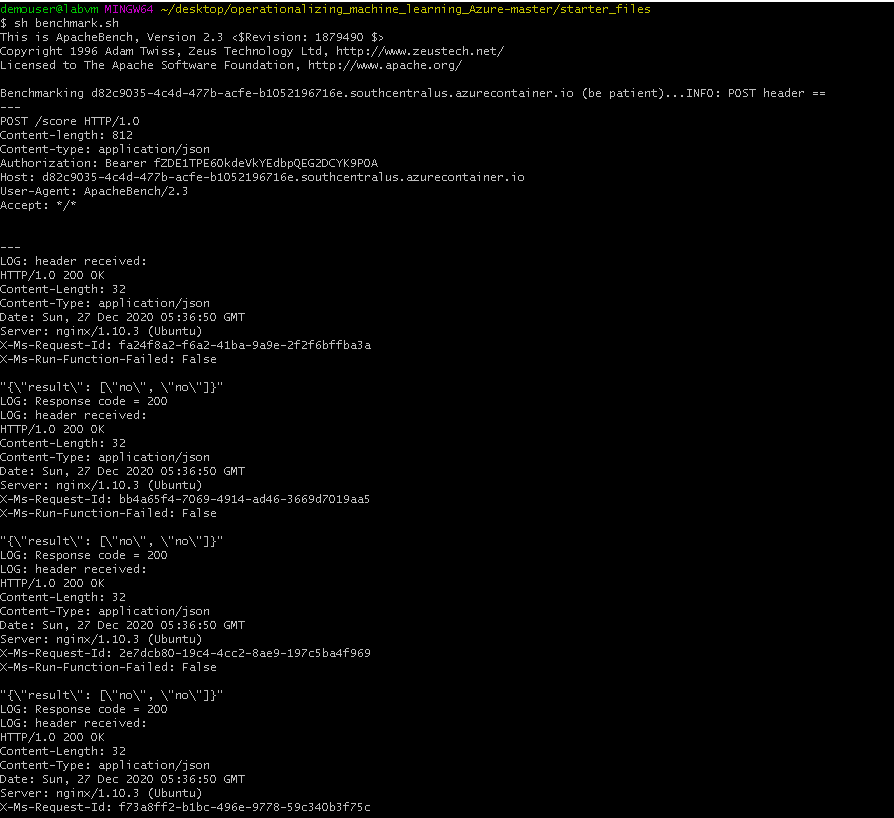 demouser@labvm MINGW64 ~/desktop/operationalizing_machine_learning_Azure-master/starter_files
$ sh benchmark.sh
This is ApacheBench, Version 2.3 <$Revision: 1879490 $>
Copyright 1996 Adam Twiss, Zeus Technology Ltd, http://www.zeustech.net/
Licensed to The Apache Software Foundation, http://www.apache.org/

Benchmarking d82c9035-4c4d-477b-acfe-b1052196716e.southcentralus.azurecontainer.io (be patient)...INFO: POST header ==
---
POST /score HTTP/1.0
Content-length: 812
Content-type: application/json
Authorization: Bearer fZDE1TPE6OkdeVkYEdbpQEG2DCYK9POA
Host: d82c9035-4c4d-477b-acfe-b1052196716e.southcentralus.azurecontainer.io
User-Agent: ApacheBench/2.3
Accept: */*


---
LOG: header received:
HTTP/1.0 200 OK
Content-Length: 32
Content-Type: application/json
Date: Sun, 27 Dec 2020 05:36:50 GMT
Server: nginx/1.10.3 (Ubuntu)
X-Ms-Request-Id: fa24f8a2-f6a2-41ba-9a9e-2f2f6bffba3a
X-Ms-Run-Function-Failed: False

"{\"result\": [\"no\", \"no\"]}"
LOG: Response code = 200
LOG: header received:
HTTP/1.0 200 OK
Content-Length: 32
Content-Type: application/json
Date: Sun, 27 Dec 2020 05:36:50 GMT
Server: nginx/1.10.3 (Ubuntu)
X-Ms-Request-Id: bb4a65f4-7069-4914-ad46-3669d7019aa5
X-Ms-Run-Function-Failed: False

"{\"result\": [\"no\", \"no\"]}"
LOG: Response code = 200
LOG: header received:
HTTP/1.0 200 OK
Content-Length: 32
Content-Type: application/json
Date: Sun, 27 Dec 2020 05:36:50 GMT
Server: nginx/1.10.3 (Ubuntu)
X-Ms-Request-Id: 2e7dcb80-19c4-4cc2-8ae9-197c5ba4f969
X-Ms-Run-Function-Failed: False

"{\"result\": [\"no\", \"no\"]}"
LOG: Response code = 200
LOG: header received:
HTTP/1.0 200 OK
Content-Length: 32
Content-Type: application/json
Date: Sun, 27 Dec 2020 05:36:50 GMT
Server: nginx/1.10.3 (Ubuntu)
X-Ms-Request-Id: f73a8ff2-b1bc-496e-9778-59c340b3f75c